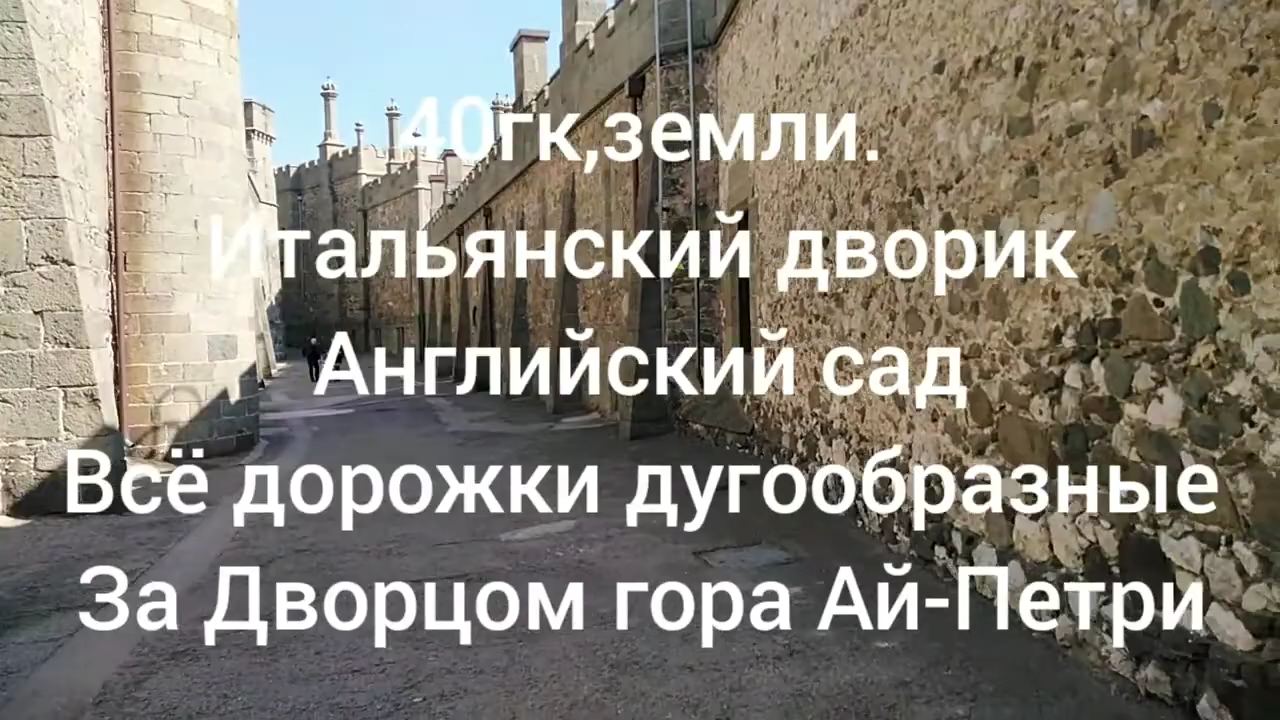 40гк,земли.
Итальянский дворик
Английский сад
Всё дорожки дугообразные
За Дворцом гора Ай-Петри